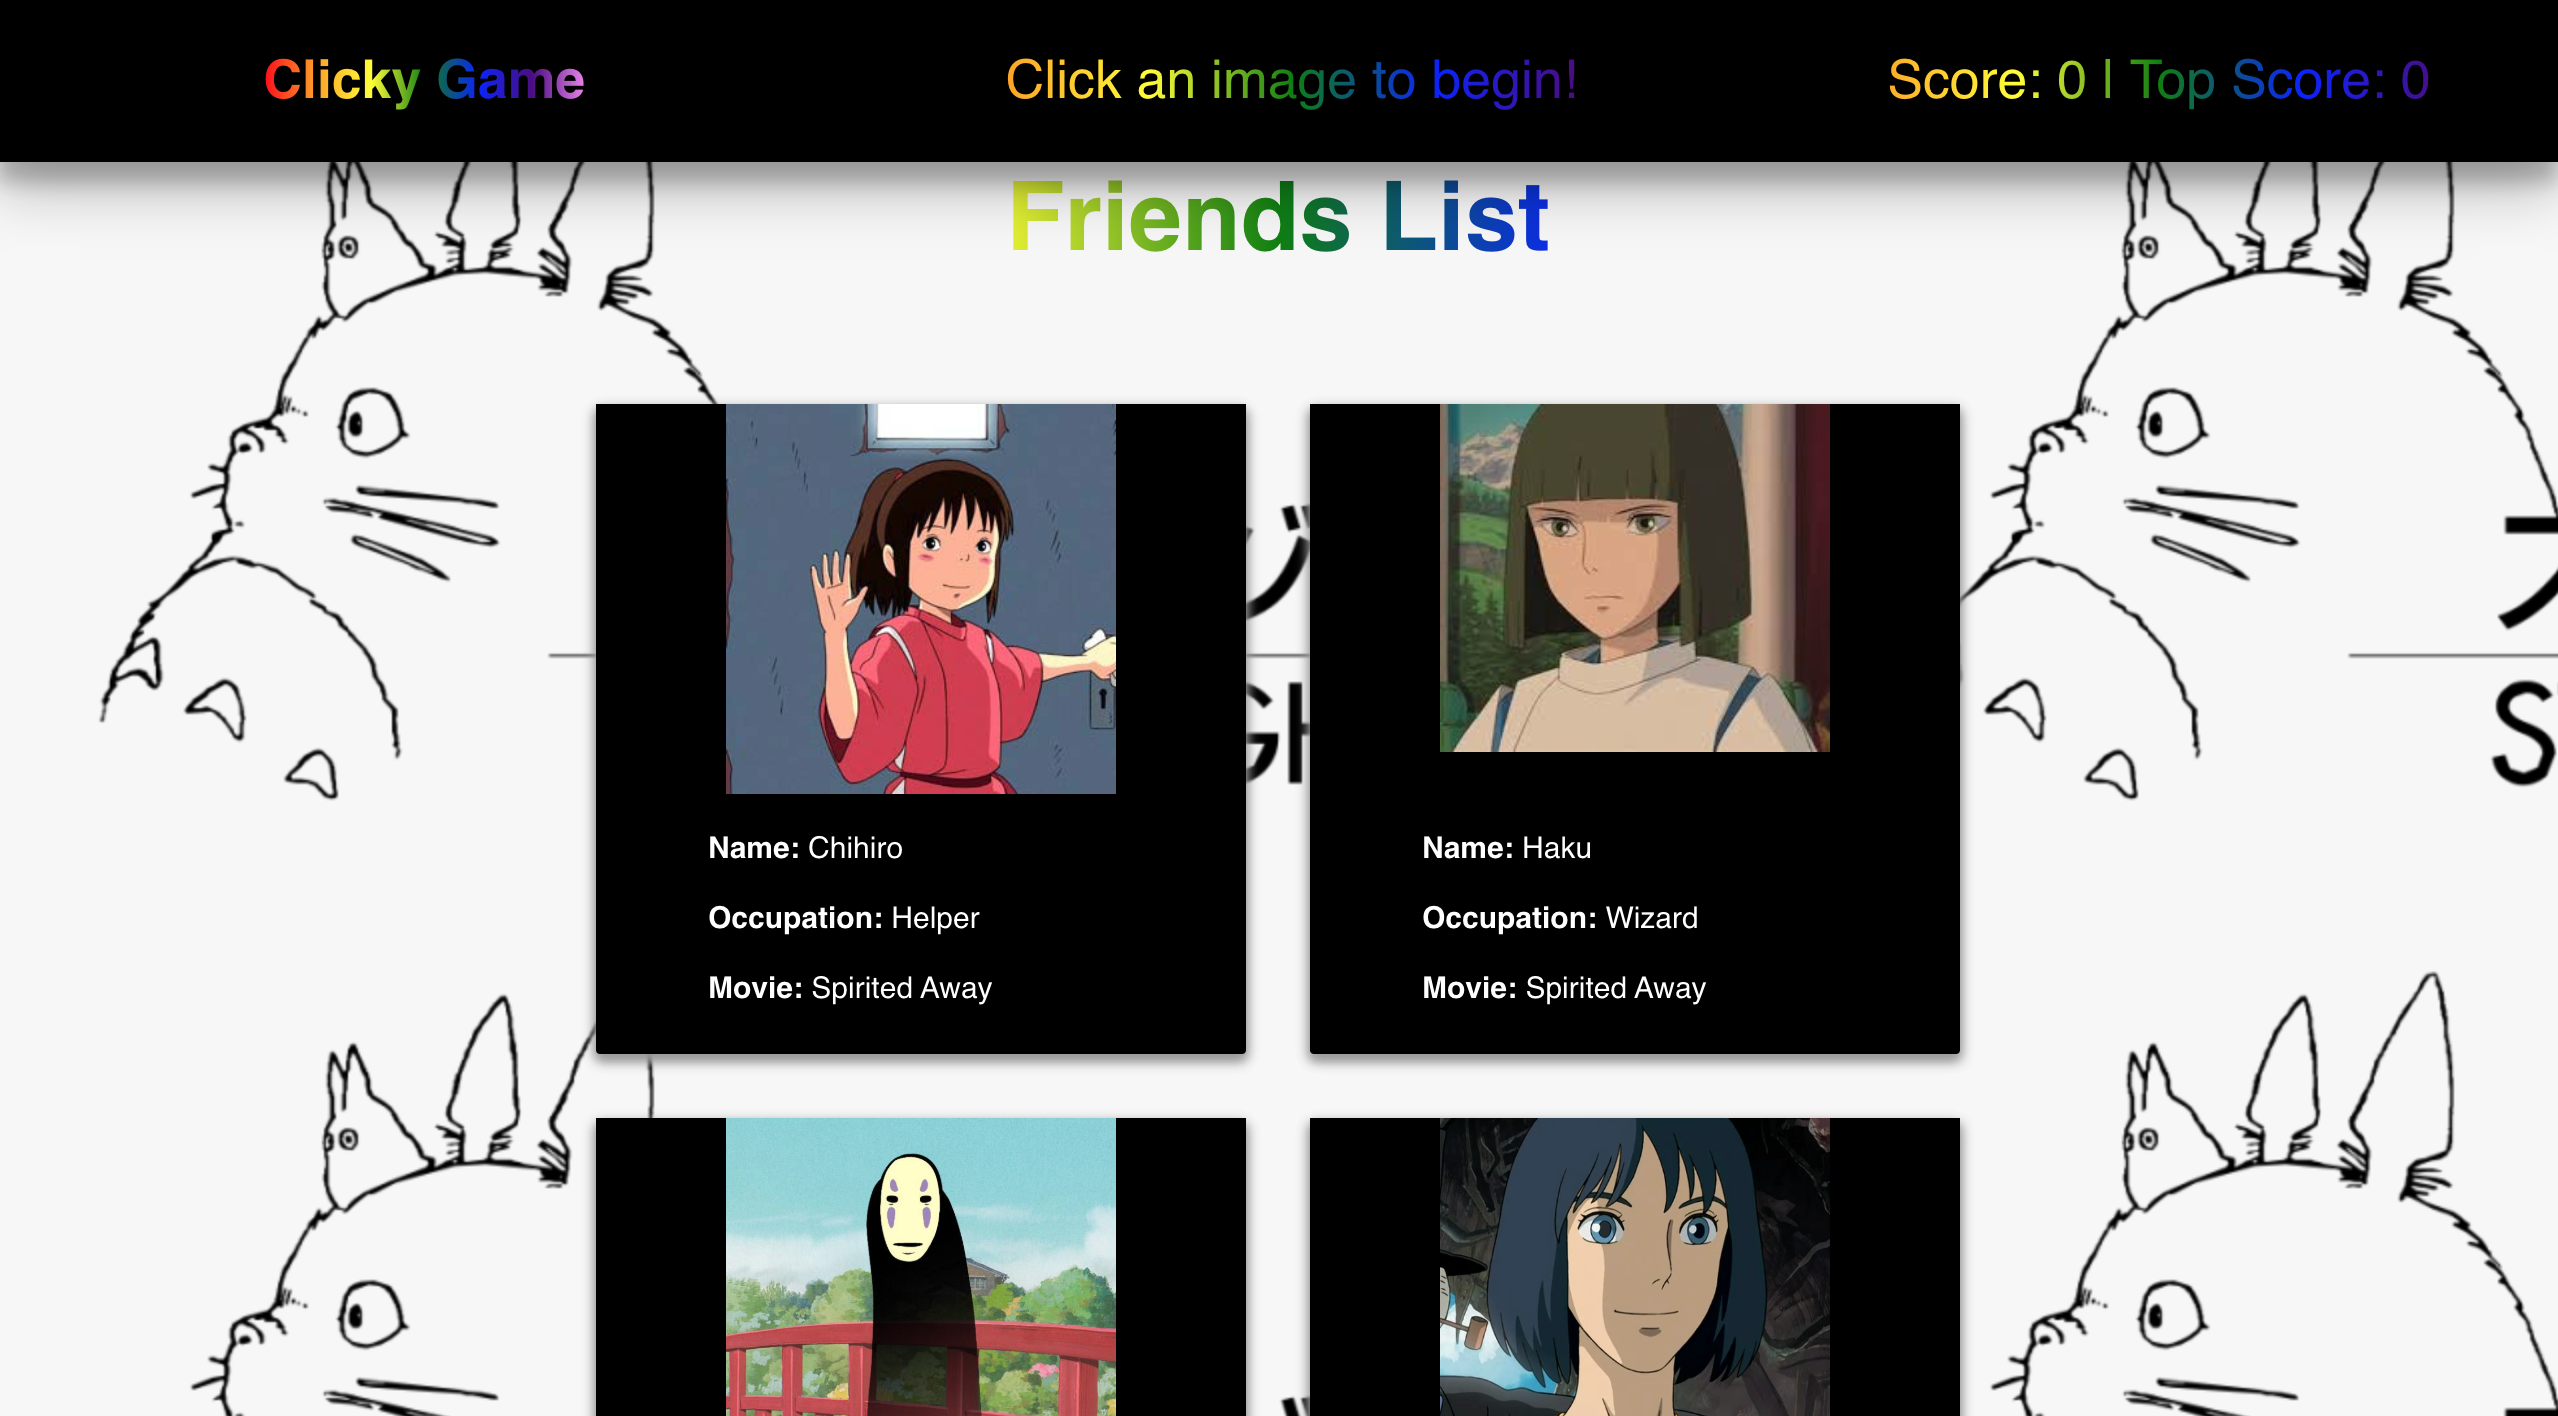 Clicky Game
Click an image to begin!
Score: 0 | Top Score: 0
Friends List
Name: Chihiro
Occupation: Helper
Movie: Spirited Away
Name: Haku
Occupation: Wizard
Movie: Spirited Away